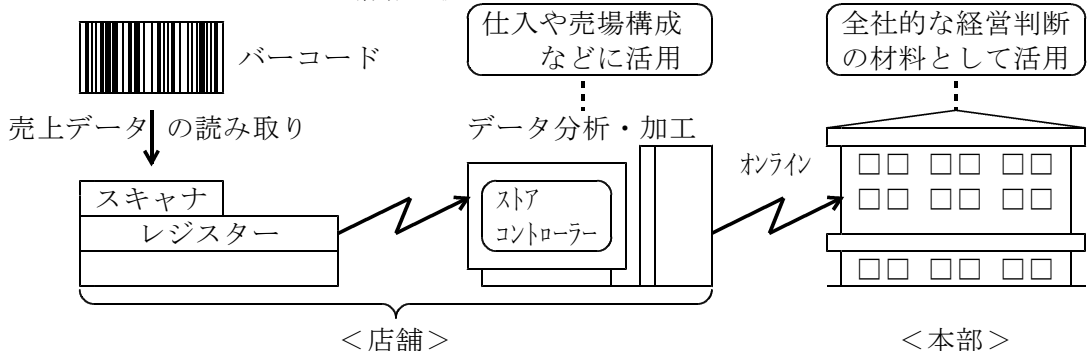 仕入や売場構成
などに活用
全社的な経営判断
の材料として活用
バーコード
売上データ の読み取り
データ分析・加工
オンライン
スキャナ
レジスター
ストア
コントローラー
＜店舗＞
＜本部＞